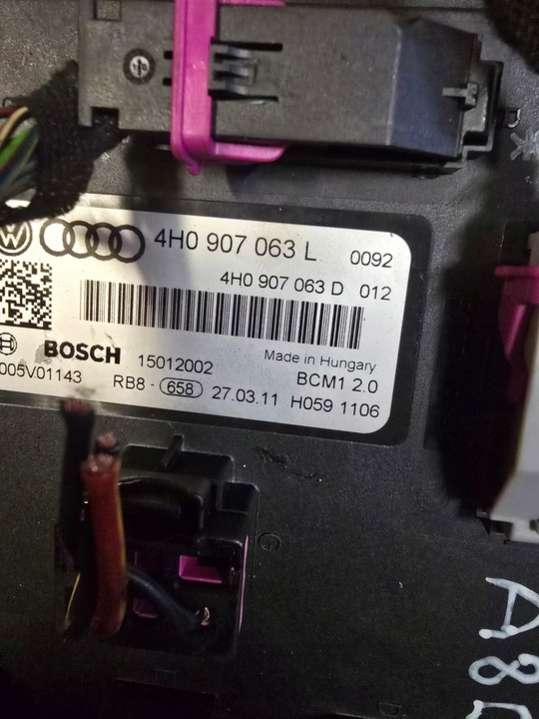 4H0 907 063 L 0092
4H0 907 063 D 012
BOSCH 15012002 Made in Hungary
005V01143 RB8 - 658 27.03.11 BCM1 2.0
H059 1106
G
D
A8